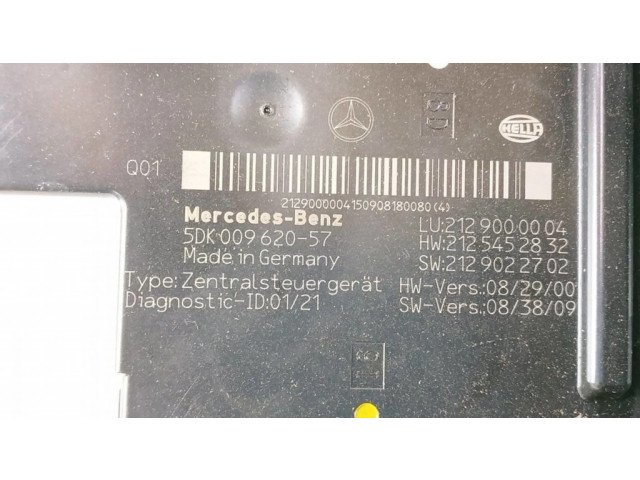 8D
HELLA
Q01
2129000004150908180080(4)
Mercedes-Benz
5DK 009 620-57
Made in Germany
Type: Zentralsteuergerät
Diagnostic-ID:01/21
LU:212 900 00 04
HW:212 545 28 32
SW:212 902 27 02
HW-Vers.:08/29/00
SW-Vers.:08/38/09